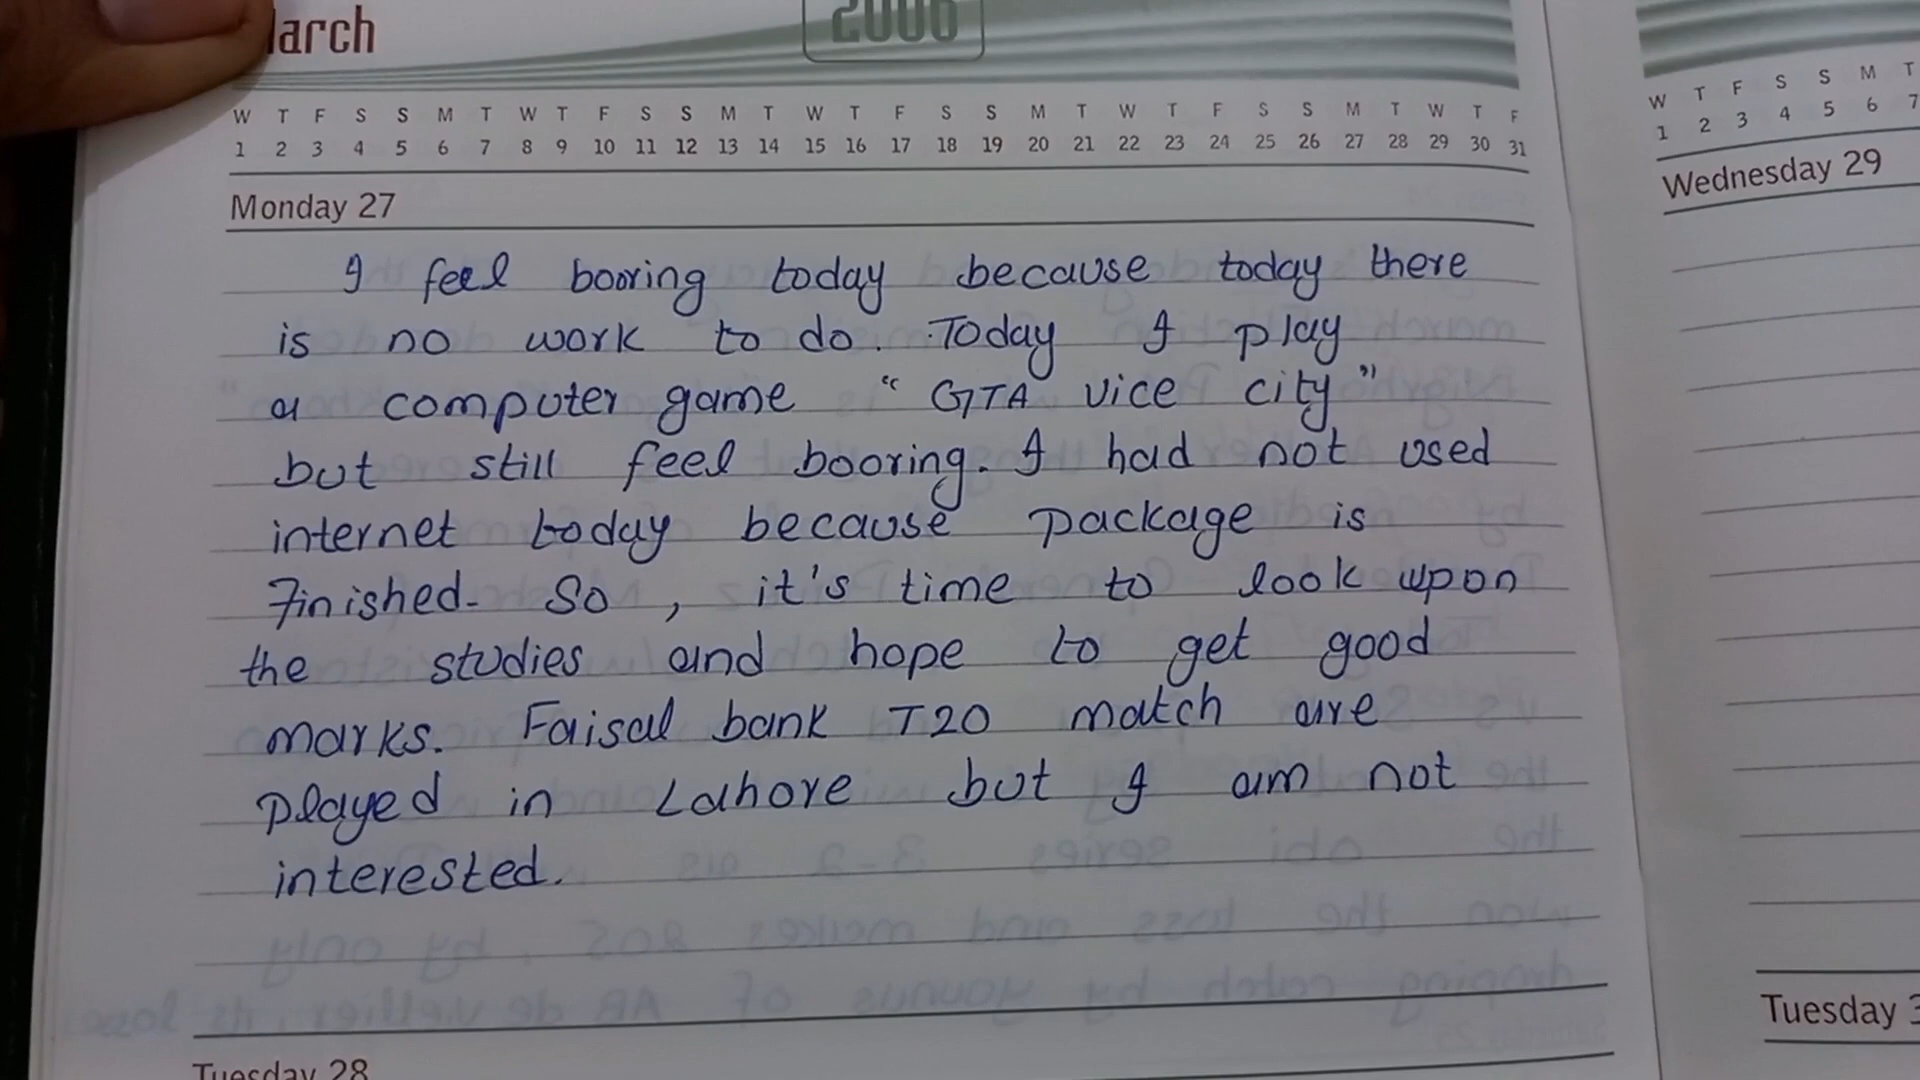 March
2006
W T F S S M T W T F S S M T W T F S S M T W T F S S M T W T F
1 2 3 4 5 6 7 8 9 10 11 12 13 14 15 16 17 18 19 20 21 22 23 24 25 26 27 28 29 30 31
Monday 27
I feel booring today because today there
is no work to do. Today I play
a computer game "GTA vice city"
but still feel booring. I had not used
internet today because package is
Finished. So, it's time to look upon
the studies and hope to get good
marks. Faisal bank T20 match are
played in Lahore but I am not
interested.
Tuesday 28
W T F S S M T
1 2 3 4 5 6 7
Wednesday 29
Tuesday 3